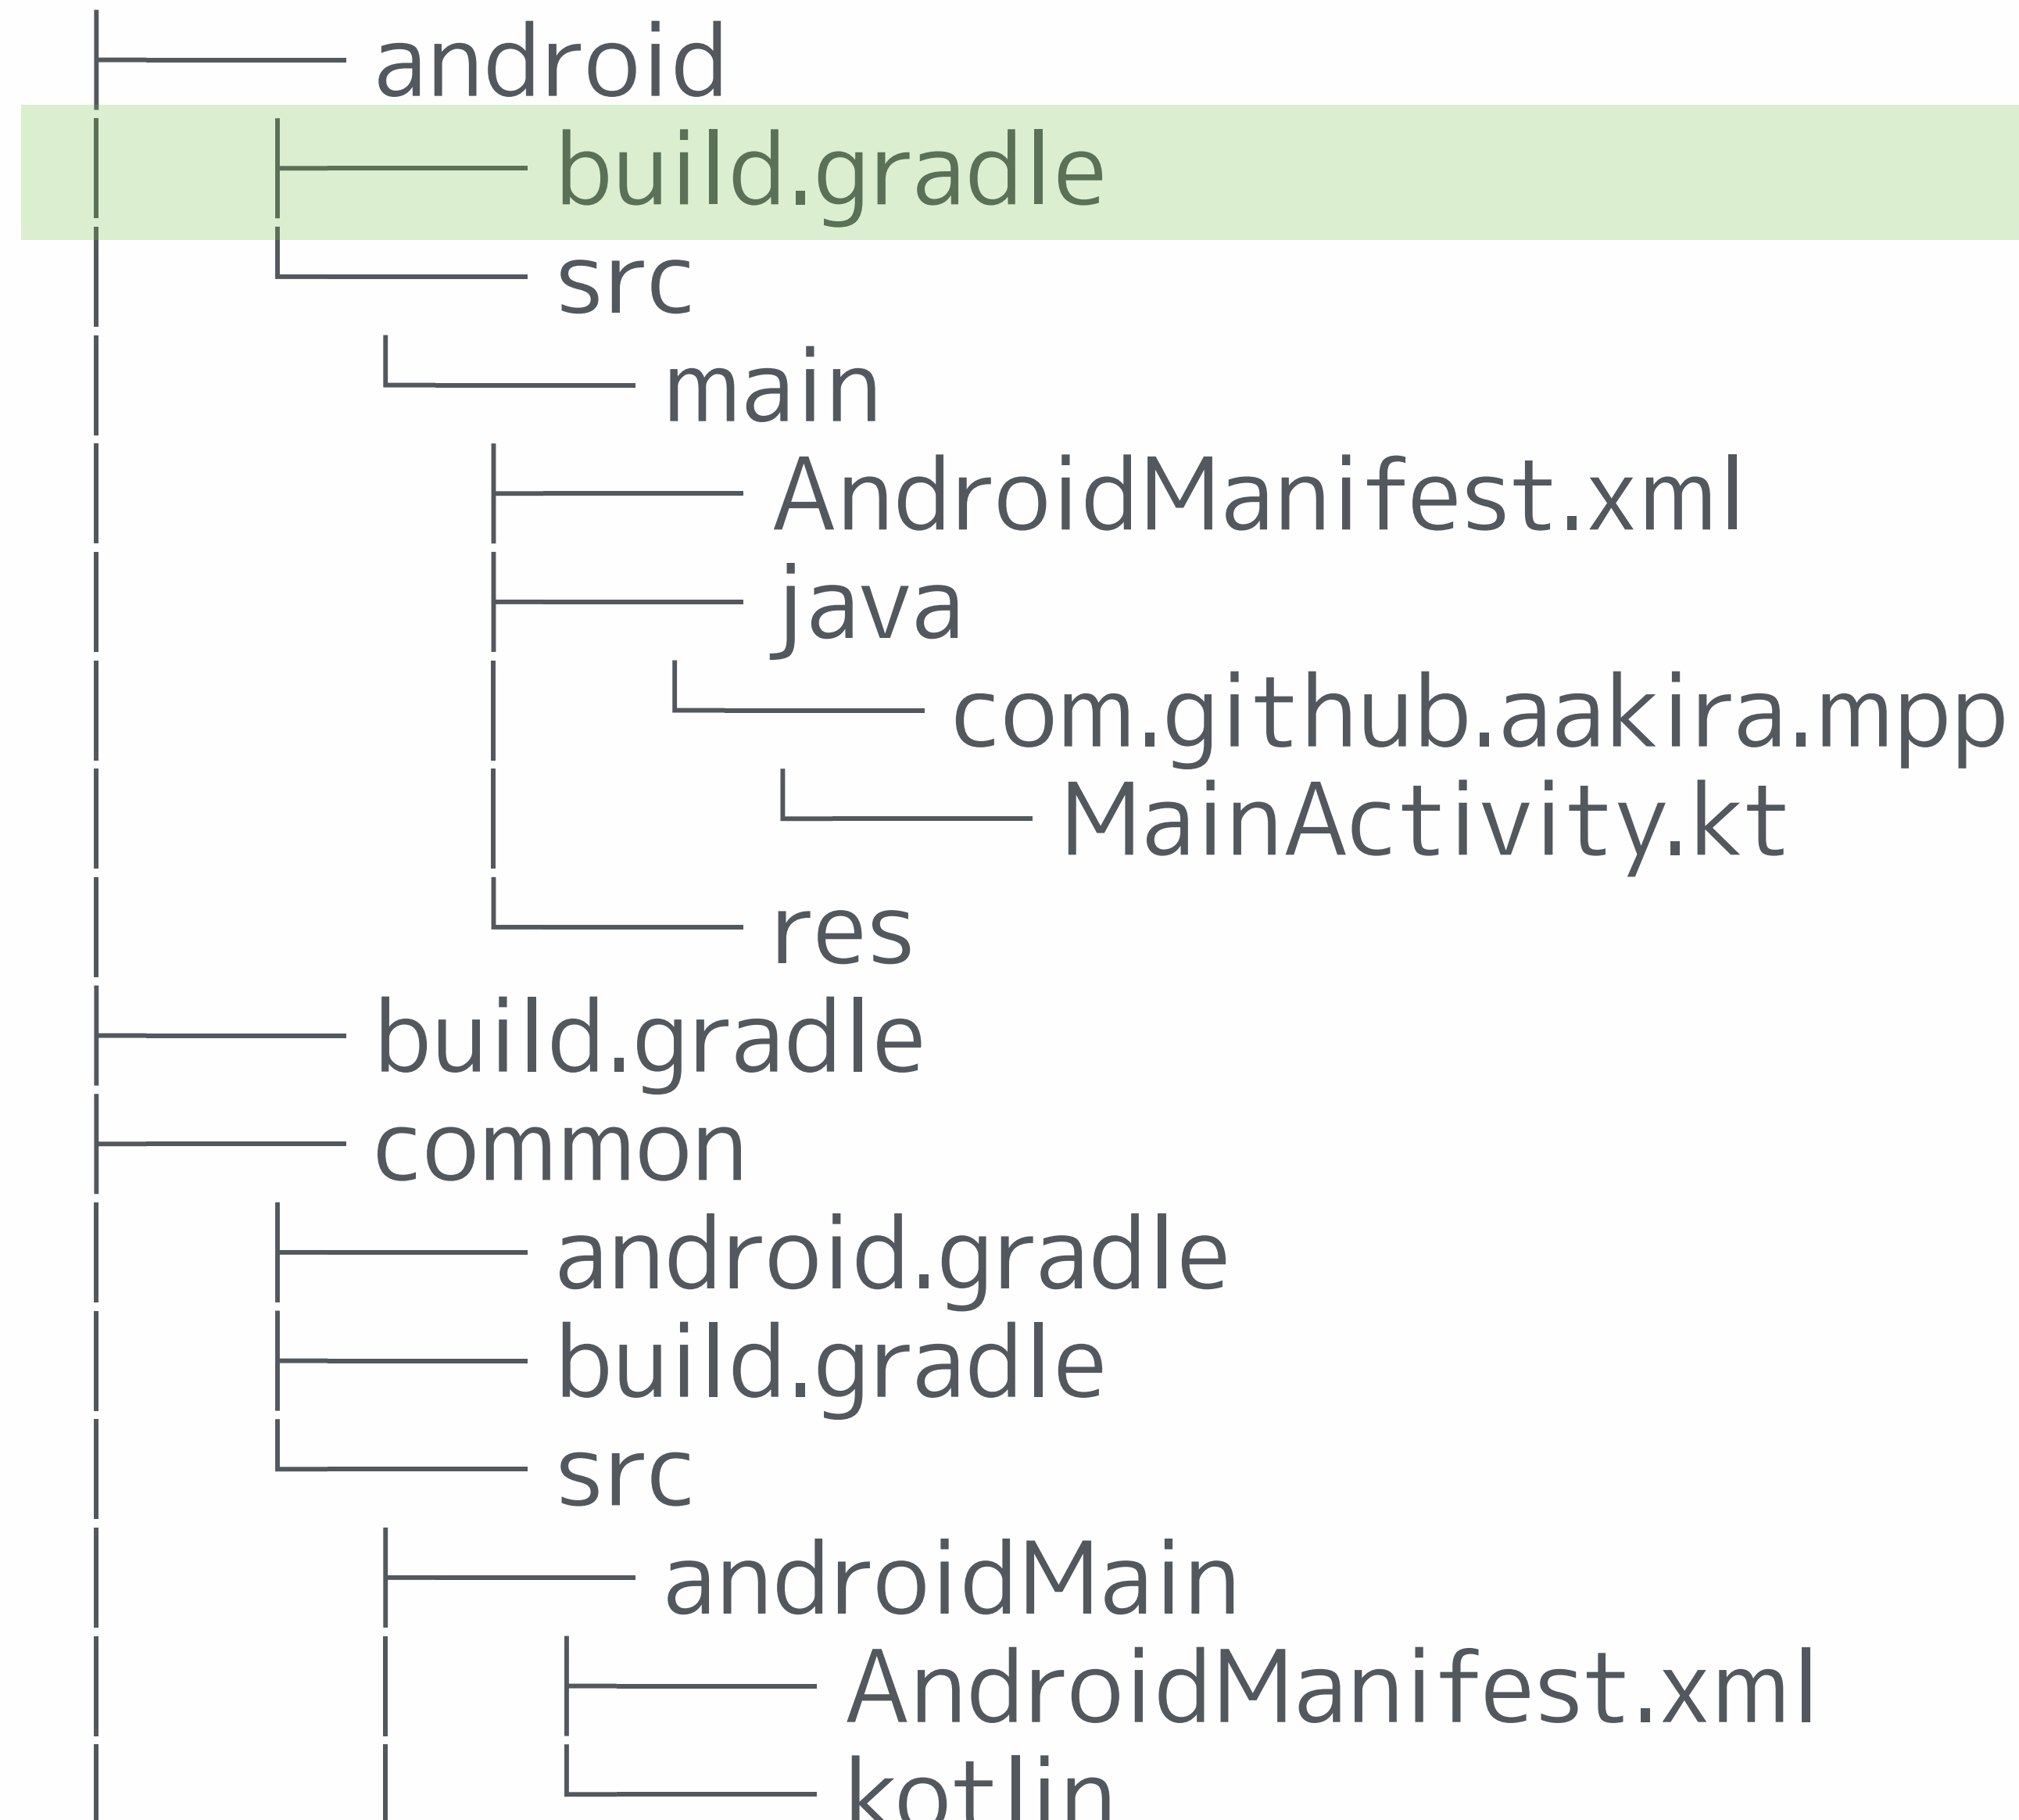 android
build.gradle
src
main
AndroidManifest.xml
java
com.github.aakira.mpp
MainActivity.kt
res
build.gradle
common
android.gradle
build.gradle
src
androidMain
AndroidManifest.xml
kotlin